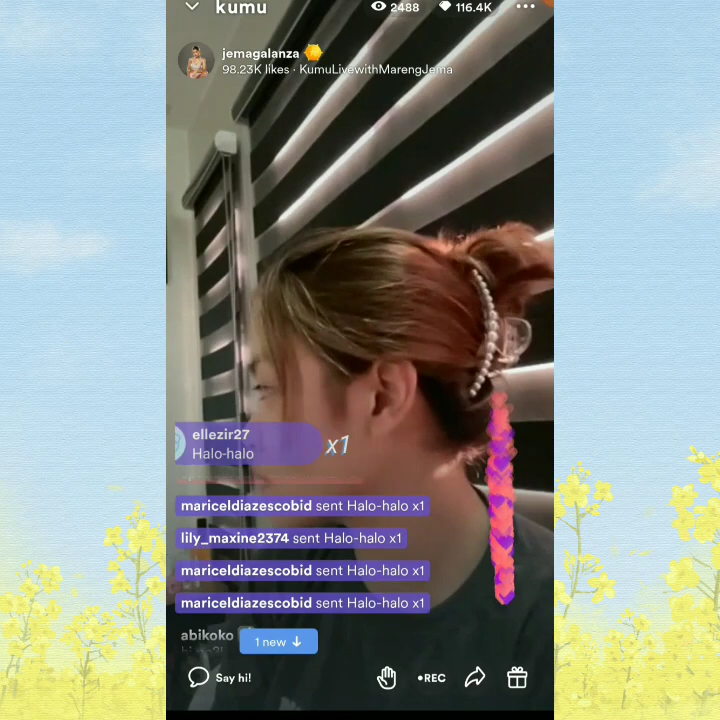 kumu
2488
116.4K
jemagalanza
98.23K likes · KumuLivewithMarengJema
ellezir27
Halo-halo
x1
mariceldiazescobid sent Halo-halo x1
lily_maxine2374 sent Halo-halo x1
mariceldiazescobid sent Halo-halo x1
mariceldiazescobid sent Halo-halo x1
abikoko
1 new ↓
Say hi!
•REC